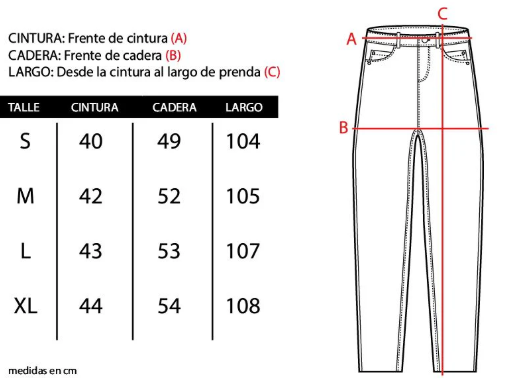 CINTURA: Frente de cintura (A)
CADERA: Frente de cadera (B)
LARGO: Desde la cintura al largo de prenda (C)
TALLE CINTURA CADERA LARGO
S 40 49 104
M 42 52 105
L 43 53 107
XL 44 54 108
medidas en cm
C
A
B